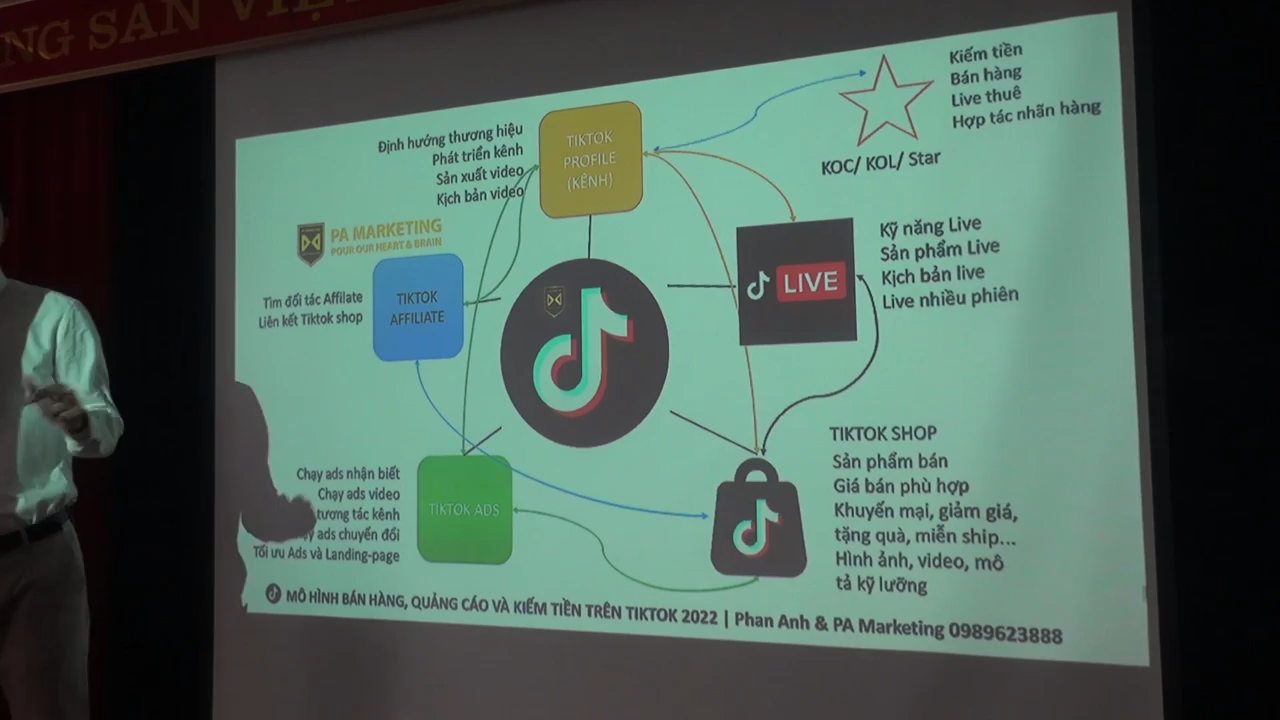 NG SẢN VIỆ
Kiếm tiền
Bán hàng
Live thuê
Hợp tác nhãn hàng
KOC/ KOL/ Star
Định hướng thương hiệu
Phát triển kênh
Sản xuất video
Kịch bản video
TIKTOK
PROFILE
(KÊNH)
PA MARKETING
POUR OUR HEART & BRAIN
Tìm đối tác Affilate
Liên kết Tiktok shop
TIKTOK
AFFILIATE
LIVE
Kỹ năng Live
Sản phẩm Live
Kịch bản live
Live nhiều phiên
Chạy ads nhận biết
Chạy ads video
tương tác kênh
ads chuyển đổi
Tối ưu Ads và Landing-page
TIKTOK ADS
TIKTOK SHOP
Sản phẩm bán
Giá bán phù hợp
Khuyến mại, giảm giá,
tặng quà, miễn ship...
Hình ảnh, video, mô
tả kỹ lưỡng
MÔ HÌNH BÁN HÀNG, QUẢNG CÁO VÀ KIẾM TIỀN TRÊN TIKTOK 2022 | Phan Anh & PA Marketing 0989623888